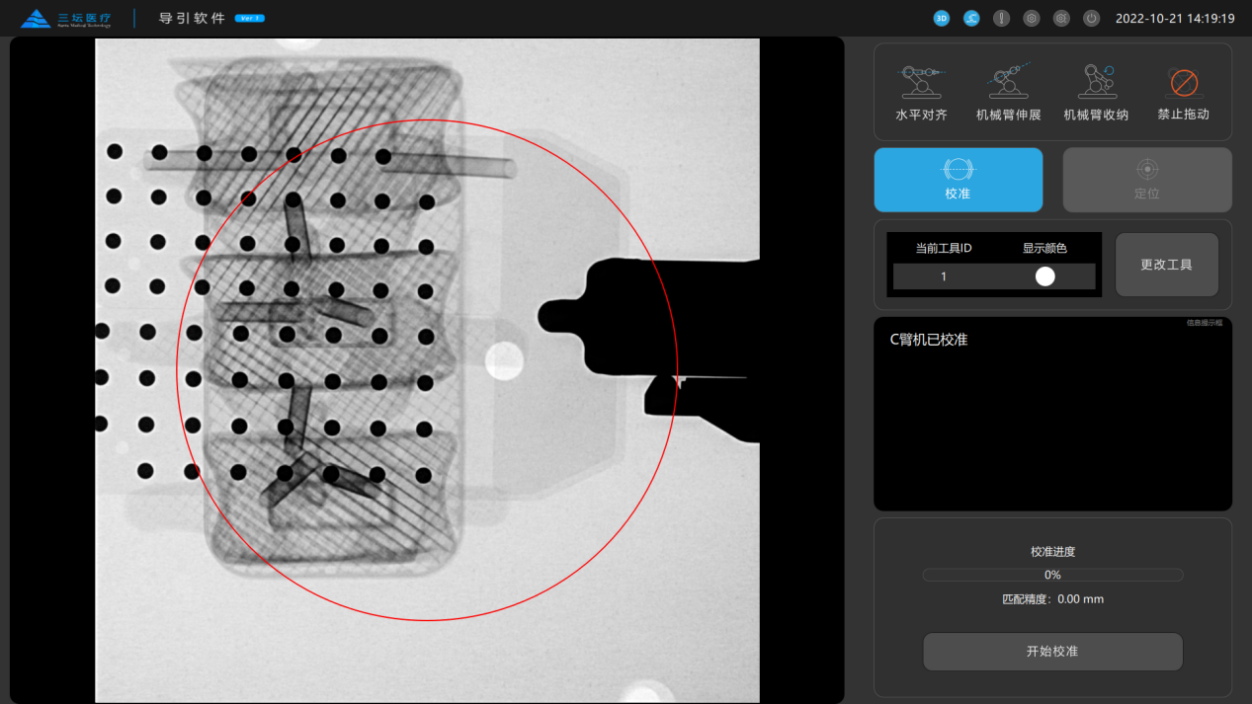 三坛医疗
Santan Medical Technology
导引软件
Ver 1
3D
2022-10-21 14:19:19
水平对齐
机械臂伸展
机械臂收纳
禁止拖动
校准
定位
当前工具ID
显示颜色
1
更改工具
信息提示框
C臂机已校准
校准进度
0%
匹配精度：0.00 mm
开始校准